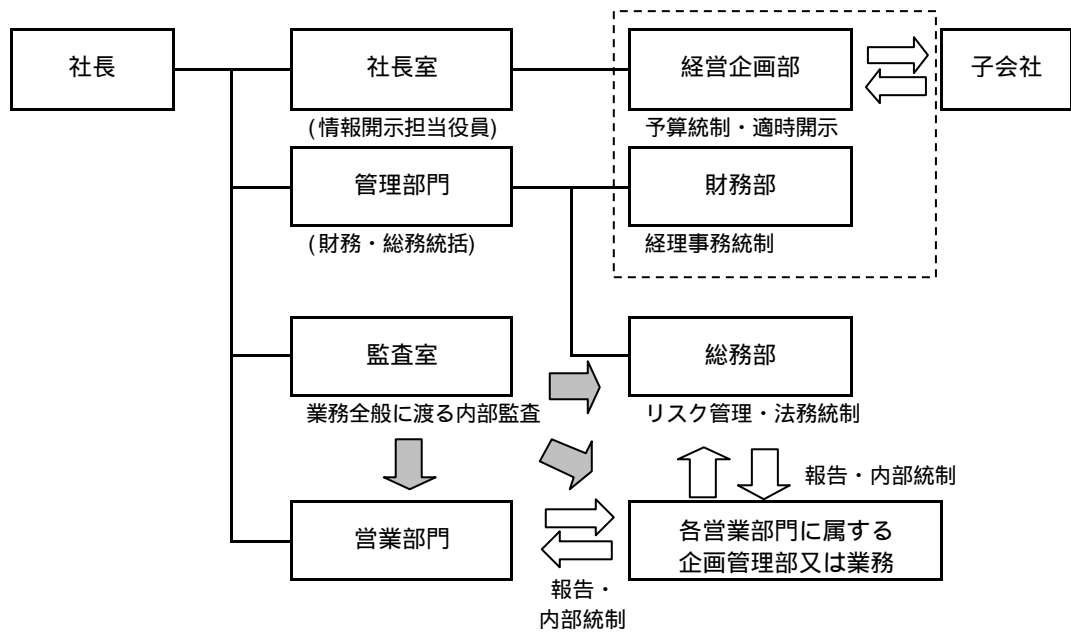 社長
社長室
経営企画部
子会社
(情報開示担当役員)
予算統制・適時開示
管理部門
財務部
(財務・総務統括)
経理事務統制
監査室
総務部
業務全般に渡る内部監査
リスク管理・法務統制
報告・内部統制
営業部門
各営業部門に属する
企画管理部又は業務
報告・
内部統制